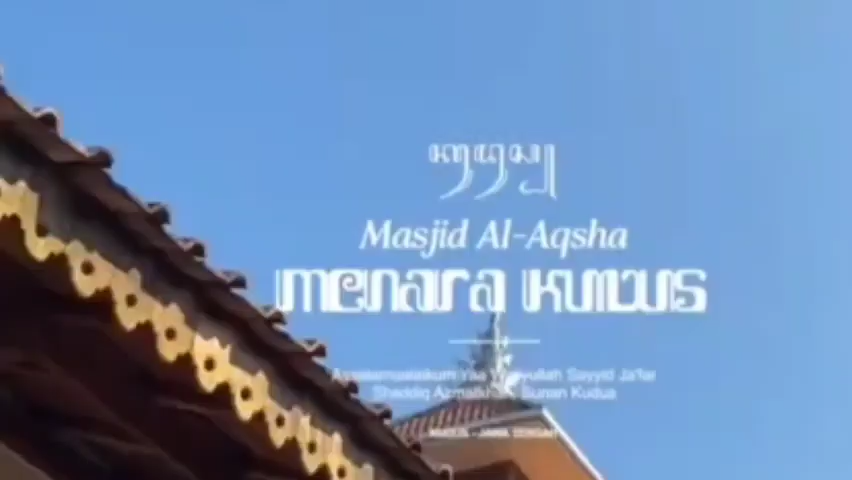 ꦏꦸꦢꦸꦱ꧀
Masjid Al-Aqsha
menara kudus
Assalamualaikum Yaa Sayyid Ja'far
Shaddiq Sunan Kudus